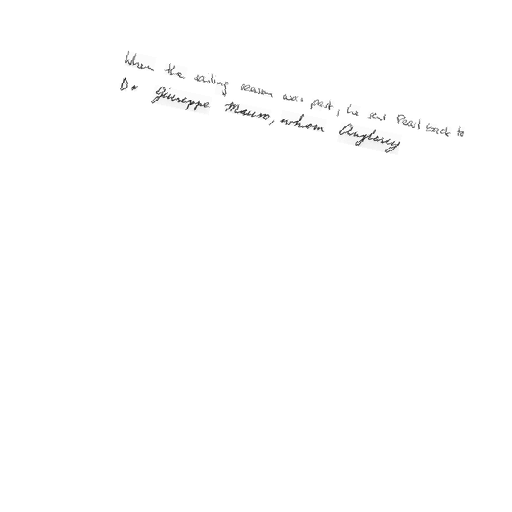 When the sailing season was past, he sent Pearl back to
Dr Giuseppe Mauro, whom Anglesey